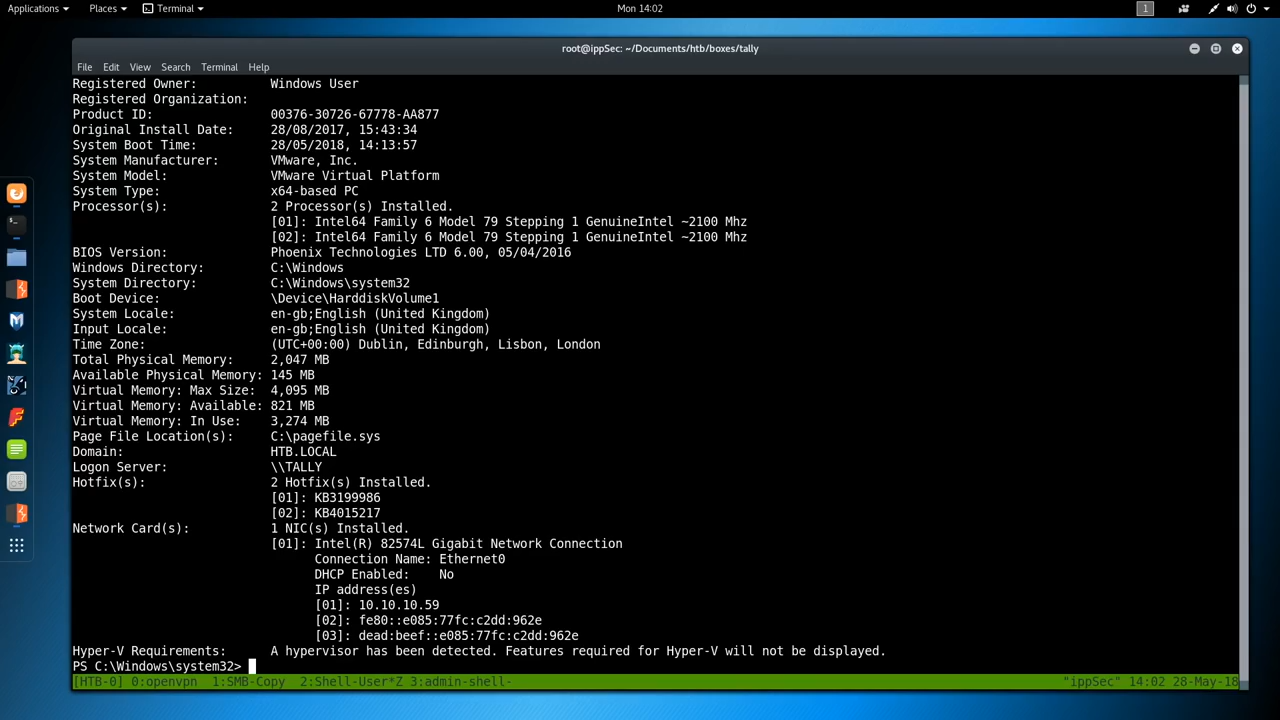 Applications Places Terminal Mon 14:02 1
root@ippSec: ~/Documents/htb/boxes/tally
File Edit View Search Terminal Help
Registered Owner: Windows User
Registered Organization:
Product ID: 00376-30726-67778-AA877
Original Install Date: 28/08/2017, 15:43:34
System Boot Time: 28/05/2018, 14:13:57
System Manufacturer: VMware, Inc.
System Model: VMware Virtual Platform
System Type: x64-based PC
Processor(s): 2 Processor(s) Installed.
[01]: Intel64 Family 6 Model 79 Stepping 1 GenuineIntel ~2100 Mhz
[02]: Intel64 Family 6 Model 79 Stepping 1 GenuineIntel ~2100 Mhz
BIOS Version: Phoenix Technologies LTD 6.00, 05/04/2016
Windows Directory: C:\Windows
System Directory: C:\Windows\system32
Boot Device: \Device\HarddiskVolume1
System Locale: en-gb;English (United Kingdom)
Input Locale: en-gb;English (United Kingdom)
Time Zone: (UTC+00:00) Dublin, Edinburgh, Lisbon, London
Total Physical Memory: 2,047 MB
Available Physical Memory: 145 MB
Virtual Memory: Max Size: 4,095 MB
Virtual Memory: Available: 821 MB
Virtual Memory: In Use: 3,274 MB
Page File Location(s): C:\pagefile.sys
Domain: HTB.LOCAL
Logon Server: \\TALLY
Hotfix(s): 2 Hotfix(s) Installed.
[01]: KB3199986
[02]: KB4015217
Network Card(s): 1 NIC(s) Installed.
[01]: Intel(R) 82574L Gigabit Network Connection
Connection Name: Ethernet0
DHCP Enabled: No
IP address(es)
[01]: 10.10.10.59
[02]: fe80::e085:77fc:c2dd:962e
[03]: dead:beef::e085:77fc:c2dd:962e
Hyper-V Requirements: A hypervisor has been detected. Features required for Hyper-V will not be displayed.
PS C:\Windows\system32>
[HTB-0] 0:openvpn 1:SMB-Copy 2:Shell-User*Z 3:admin-shell- "ippSec" 14:02 28-May-18